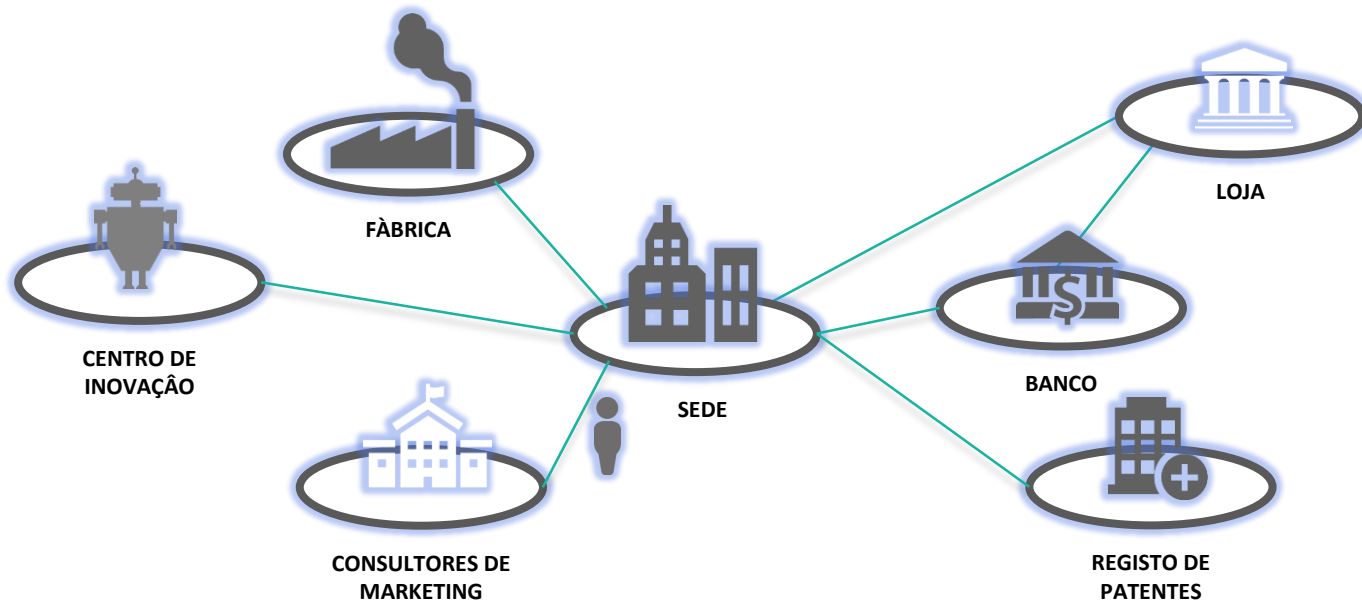 FÀBRICA
LOJA
CENTRO DE
INOVAÇÂO
SEDE
BANCO
CONSULTORES DE
MARKETING
REGISTO DE
PATENTES